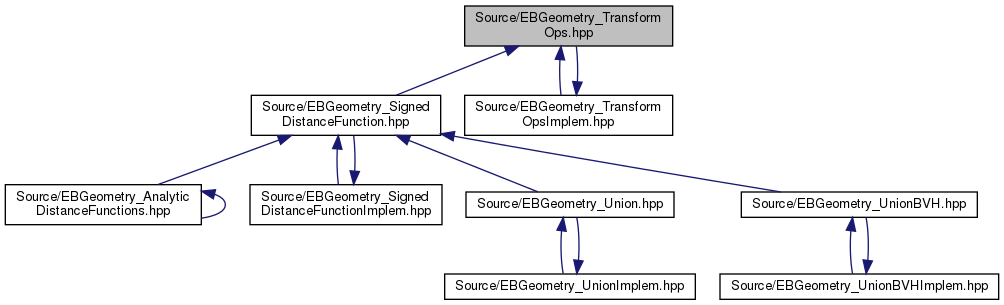 Source/EBGeometry_Transform
Ops.hpp
Source/EBGeometry_Signed
DistanceFunction.hpp
Source/EBGeometry_Transform
OpsImplem.hpp
Source/EBGeometry_Analytic
DistanceFunctions.hpp
Source/EBGeometry_Signed
DistanceFunctionImplem.hpp
Source/EBGeometry_Union.hpp
Source/EBGeometry_UnionBVH.hpp
Source/EBGeometry_UnionImplem.hpp
Source/EBGeometry_UnionBVHImplem.hpp